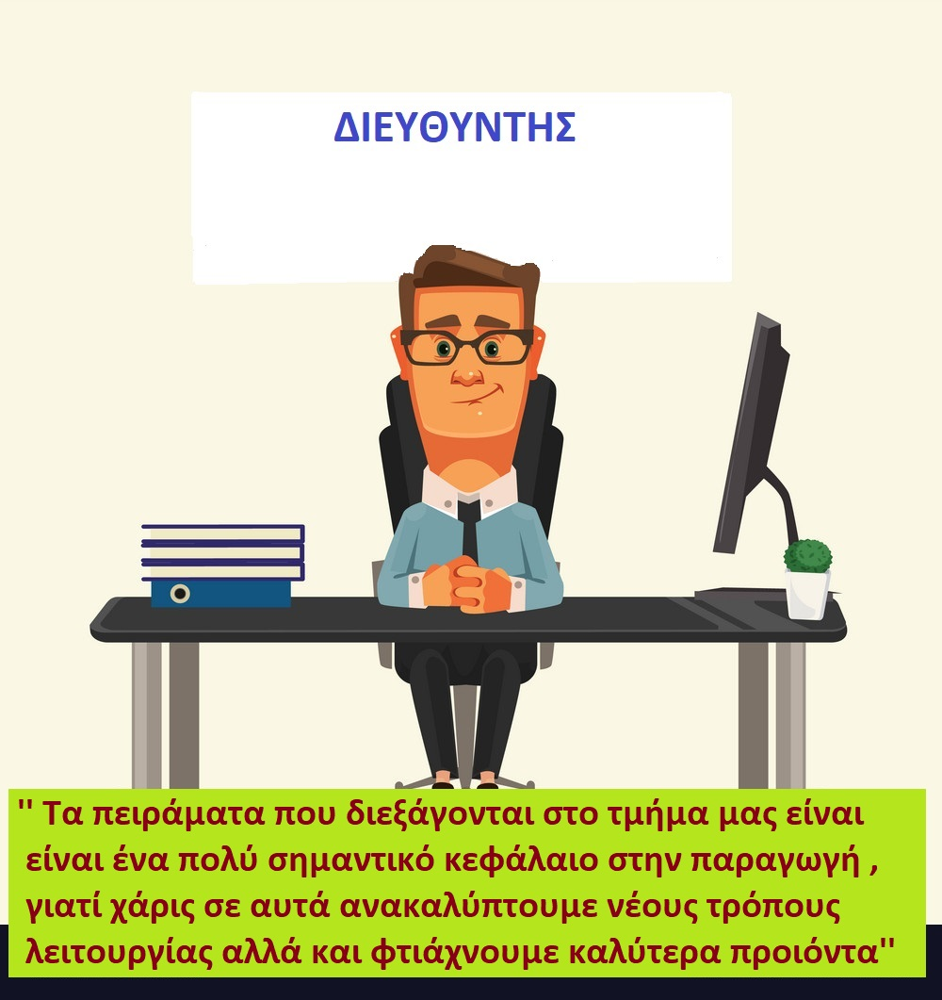 ΔΙΕΥΘΥΝΤΗΣ
'' Τα πειράματα που διεξάγονται στο τμήμα μας είναι
είναι ένα πολύ σημαντικό κεφάλαιο στην παραγωγή ,
γιατί χάρις σε αυτά ανακαλύπτουμε νέους τρόπους
λειτουργίας αλλά και φτιάχνουμε καλύτερα προιόντα''